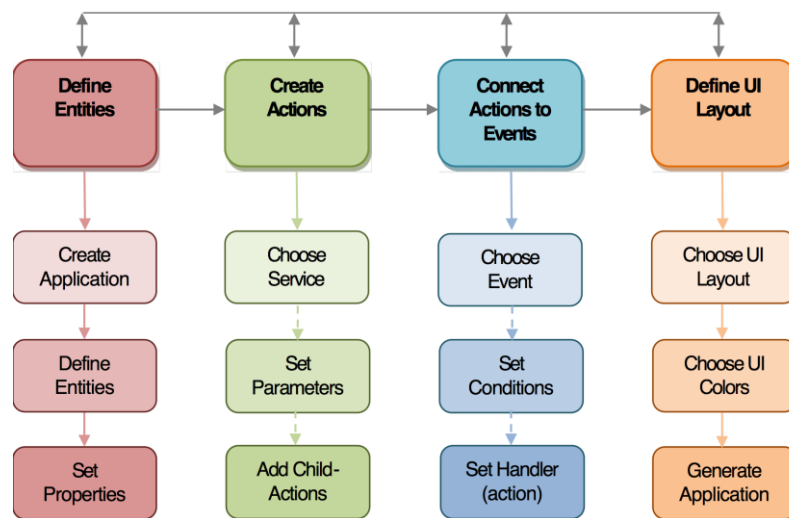 Define
Entities
Create
Actions
Connect
Actions to
Events
Define UI
Layout
Create
Application
Choose
Service
Choose
Event
Choose UI
Layout
Define
Entities
Set
Parameters
Set
Conditions
Choose UI
Colors
Set
Properties
Add Child-
Actions
Set Handler
(action)
Generate
Application